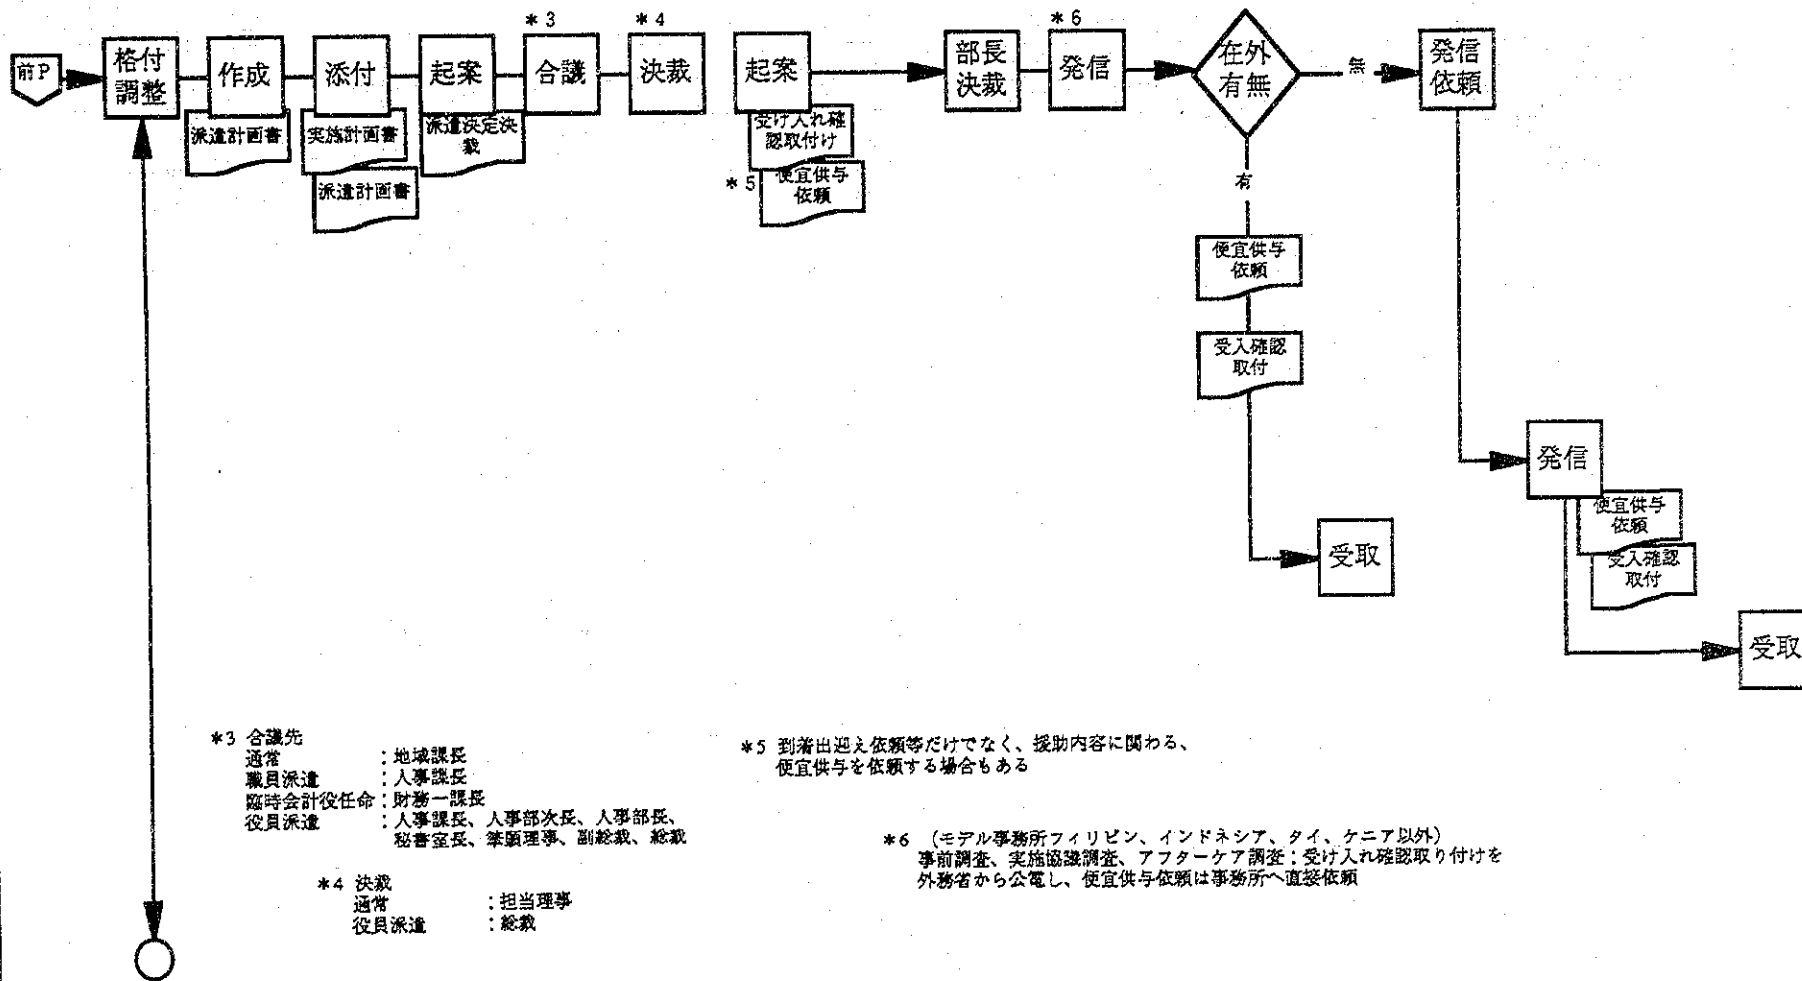 前P
格付
調整
作成
派遣計画書
添付
実施計画書
派遣計画書
起案
派遣決定決
裁
*3
合議
*4
決裁
起案
受け入れ確
認取付け
*5
便宜供与
依頼
部長
決裁
*6
発信
在外
有無
無
発信
依頼
有
便宜供与
依頼
受入確認
取付
受取
発信
便宜供与
依頼
受入確認
取付
受取
*3 合議先
通常 :地域課長
職員派遣 :人事課長
臨時会計役任命:財務一課長
役員派遣 :人事課長、人事部次長、人事部長、
秘書室長、筆頭理事、副総裁、総裁
*4 決裁
通常 :担当理事
役員派遣 :総裁
*5 到着出迎え依頼等だけでなく、援助内容に関わる、
便宜供与を依頼する場合もある
*6 (モデル事務所フィリピン、インドネシア、タイ、ケニア以外)
事前調査、実施協議調査、アフターケア調査:受け入れ確認取り付けを
外務省から公電し、便宜供与依頼は事務所へ直接依頼